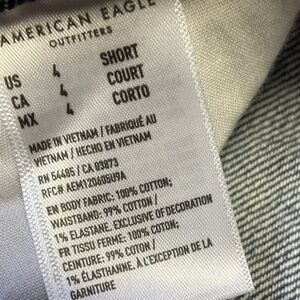 AMERICAN EAGLE
OUTFITTERS
US 4 SHORT
CA 4 COURT
MX 4 CORTO
MADE IN VIETNAM / FABRIQUÉ AU
VIETNAM / HECHO EN VIETNAM
RN 54485 / CA 03873
RFC# AEM120605U9A
EN BODY FABRIC: 100% COTTON;
WAISTBAND: 99% COTTON /
1% ELASTANE. EXCLUSIVE OF DECORATION
FR TISSU FERME: 100% COTON;
CEINTURE: 99% COTON /
1% ÉLASTHANNE. À L'EXCEPTION DE LA
GARNITURE